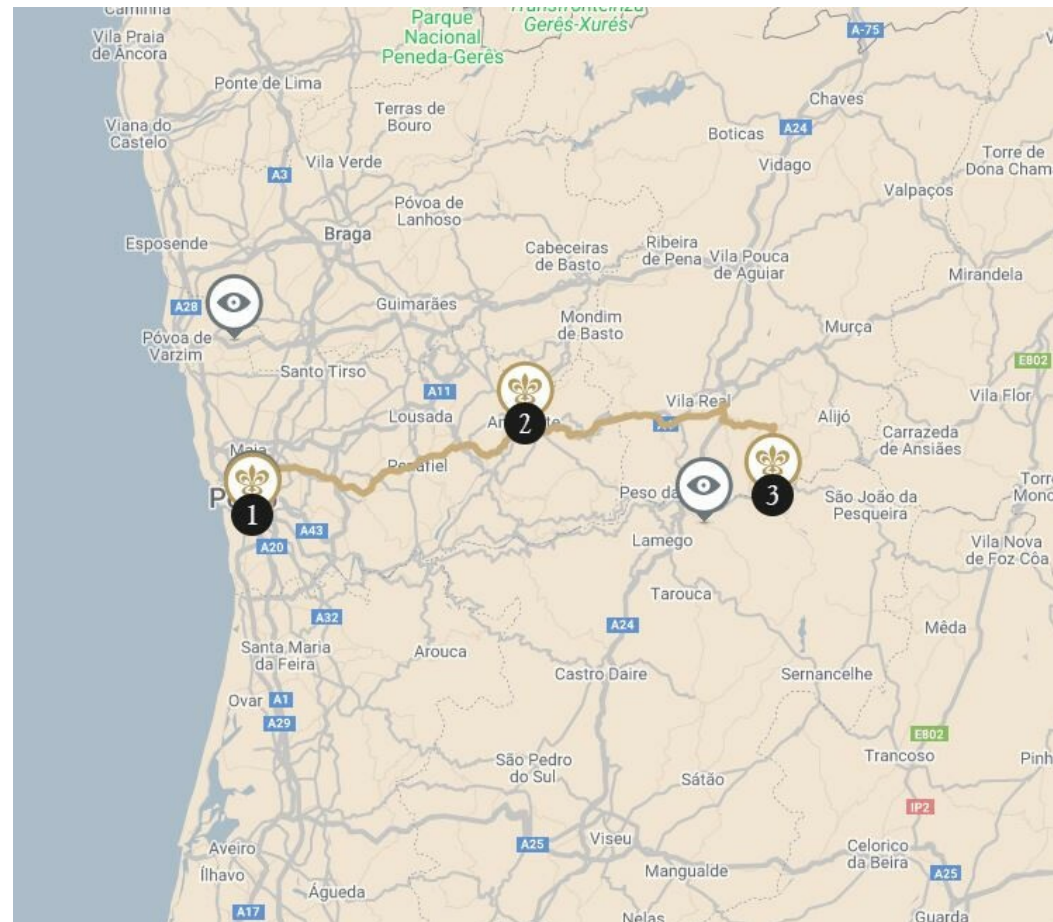 Caminha
Parque
Nacional
Peneda-Gerês
Transfronteiriza
Gerês-Xurés
A-75
Vila Praia
de Âncora
Ponte de Lima
Chaves
Terras de
Bouro
Viana do
Castelo
Boticas
A24
Torre de
Dona Cham
Vila Verde
Vidago
A3
Valpaços
Póvoa de
Lanhoso
Braga
Esposende
Cabeceiras
de Basto
Ribeira
de Pena
Vila Pouca
de Aguiar
Mirandela
A28
Guimarães
Mondim
de Basto
Póvoa de
Varzim
Murça
Santo Tirso
E802
A11
Vila Real
Vila Flor
Lousada
Alijó
2
Carrazeda
de Ansiães
Maia
Penafiel
Peso da
3
São João da
Pesqueira
1
A43
A20
Lamego
Vila Nova
de Foz Côa
Tarouca
A32
A24
Mêda
Santa Maria
da Feira
Arouca
Castro Daire
Sernancelhe
Ovar
A1
A29
E802
Trancoso
Pinh
São Pedro
do Sul
Sátão
IP2
Aveiro
Viseu
A25
Celorico
da Beira
Ílhavo
Mangualde
A25
Águeda
A17
Nelas
Guarda